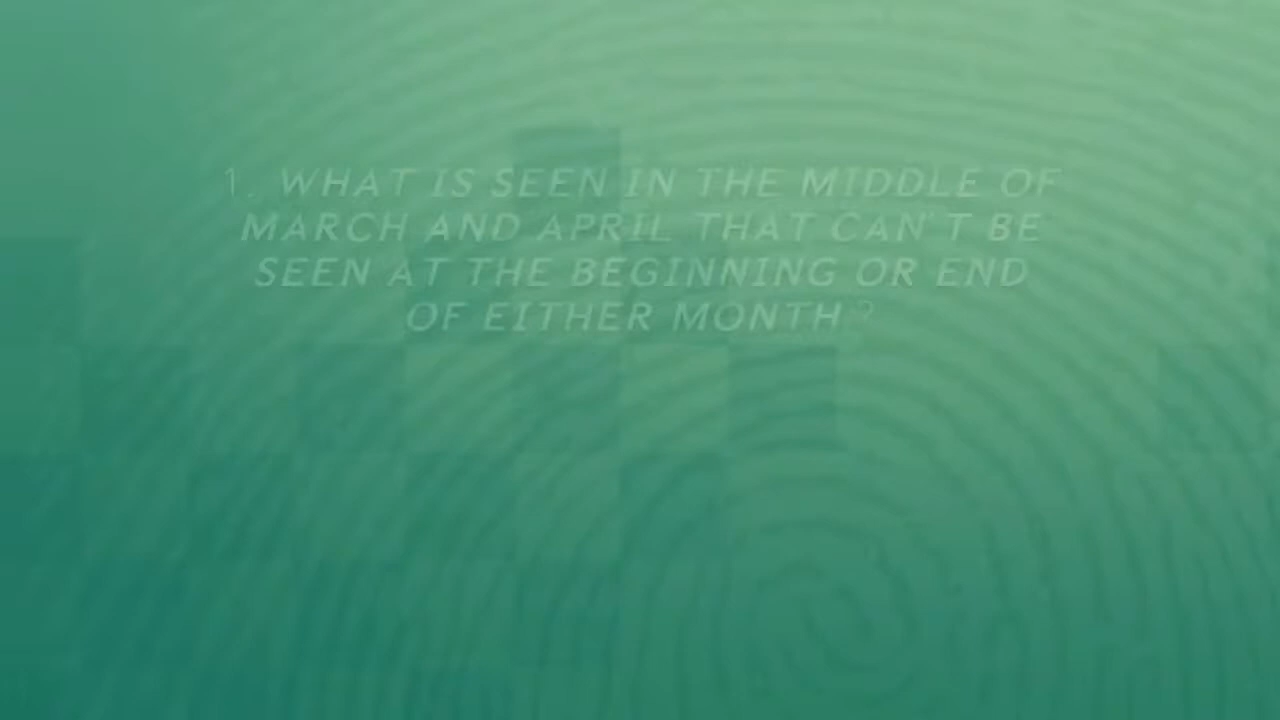 1. WHAT IS SEEN IN THE MIDDLE OF
MARCH AND APRIL THAT CAN'T BE
SEEN AT THE BEGINNING OR END
OF EITHER MONTH?